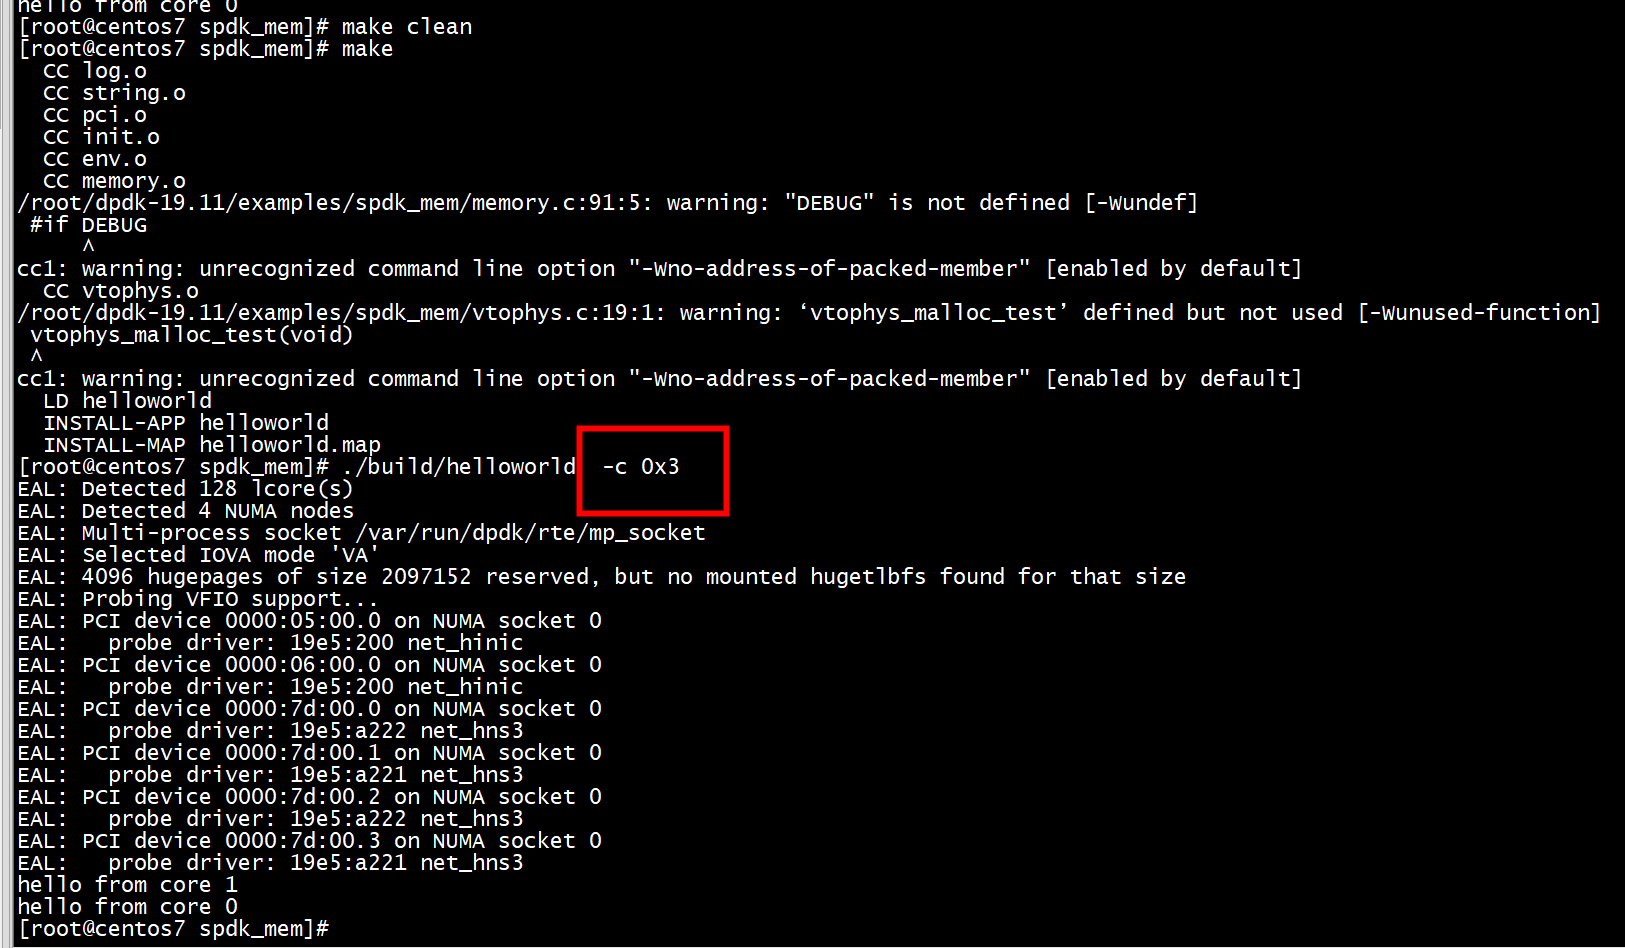 hello from core 0
[root@centos7 spdk_mem]# make clean
[root@centos7 spdk_mem]# make
  CC log.o
  CC string.o
  CC pci.o
  CC init.o
  CC env.o
  CC memory.o
/root/dpdk-19.11/examples/spdk_mem/memory.c:91:5: warning: "DEBUG" is not defined [-Wundef]
 #if DEBUG
     ^
cc1: warning: unrecognized command line option "-Wno-address-of-packed-member" [enabled by default]
  CC vtophys.o
/root/dpdk-19.11/examples/spdk_mem/vtophys.c:19:1: warning: ‘vtophys_malloc_test’ defined but not used [-Wunused-function]
 vtophys_malloc_test(void)
 ^
cc1: warning: unrecognized command line option "-Wno-address-of-packed-member" [enabled by default]
  LD helloworld
  INSTALL-APP helloworld
  INSTALL-MAP helloworld.map
[root@centos7 spdk_mem]# ./build/helloworld  -c 0x3
EAL: Detected 128 lcore(s)
EAL: Detected 4 NUMA nodes
EAL: Multi-process socket /var/run/dpdk/rte/mp_socket
EAL: Selected IOVA mode 'VA'
EAL: 4096 hugepages of size 2097152 reserved, but no mounted hugetlbfs found for that size
EAL: Probing VFIO support...
EAL: PCI device 0000:05:00.0 on NUMA socket 0
EAL:   probe driver: 19e5:200 net_hinic
EAL: PCI device 0000:06:00.0 on NUMA socket 0
EAL:   probe driver: 19e5:200 net_hinic
EAL: PCI device 0000:7d:00.0 on NUMA socket 0
EAL:   probe driver: 19e5:a222 net_hns3
EAL: PCI device 0000:7d:00.1 on NUMA socket 0
EAL:   probe driver: 19e5:a221 net_hns3
EAL: PCI device 0000:7d:00.2 on NUMA socket 0
EAL:   probe driver: 19e5:a222 net_hns3
EAL: PCI device 0000:7d:00.3 on NUMA socket 0
EAL:   probe driver: 19e5:a221 net_hns3
hello from core 1
hello from core 0
[root@centos7 spdk_mem]#